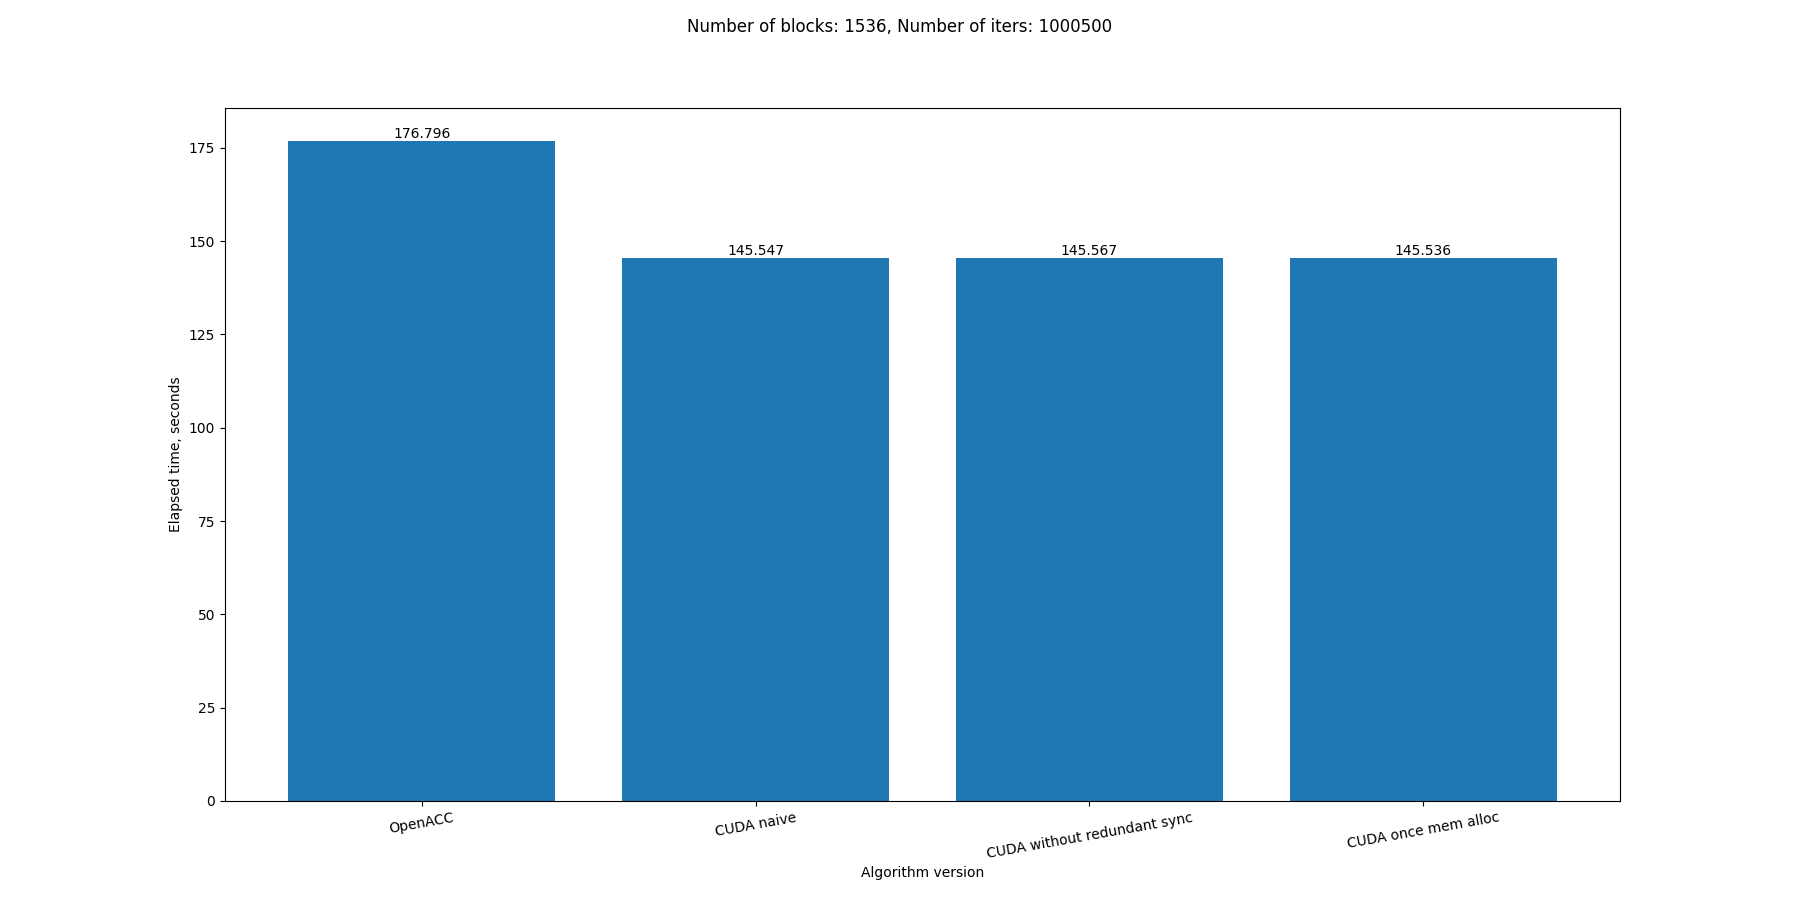 Number of blocks: 1536, Number of iters: 1000500
176.796
145.547
145.567
145.536
175
150
125
100
75
50
25
0
Elapsed time, seconds
OpenACC
CUDA naive
CUDA without redundant sync
CUDA once mem alloc
Algorithm version